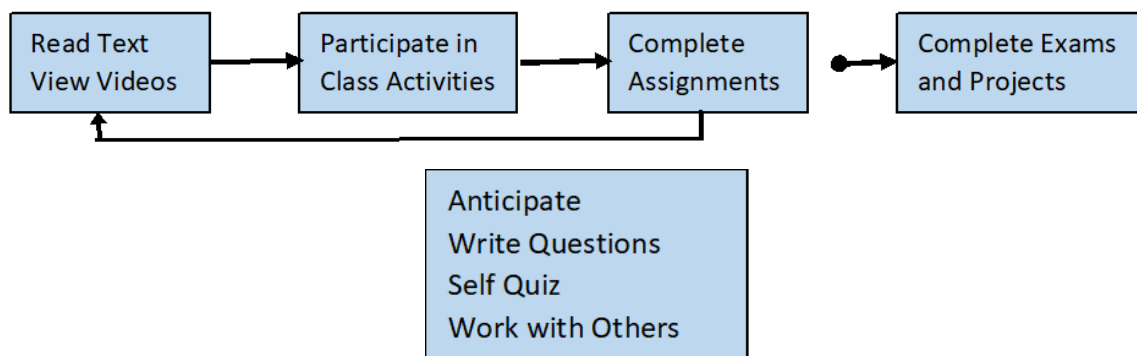 Read Text
View Videos
Participate in
Class Activities
Complete
Assignments
Complete Exams
and Projects
Anticipate
Write Questions
Self Quiz
Work with Others